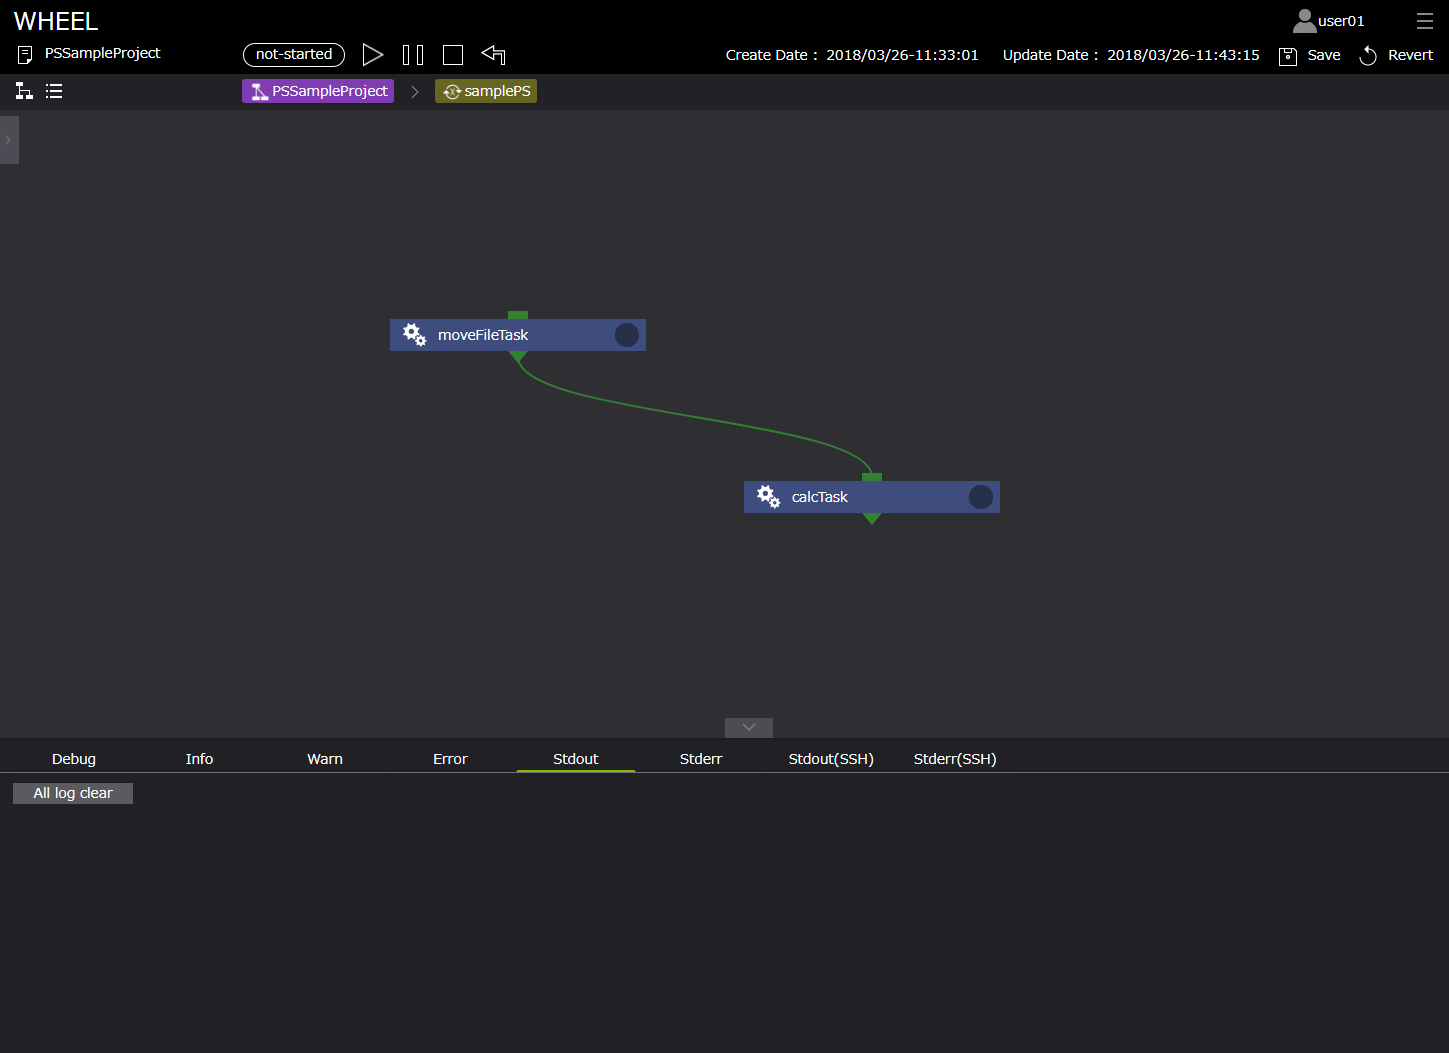 WHEEL
user01
PSSampleProject
not-started
Create Date : 2018/03/26-11:33:01
Update Date : 2018/03/26-11:43:15
Save
Revert
PSSampleProject
samplePS
moveFileTask
calcTask
Debug
Info
Warn
Error
Stdout
Stderr
Stdout(SSH)
Stderr(SSH)
All log clear